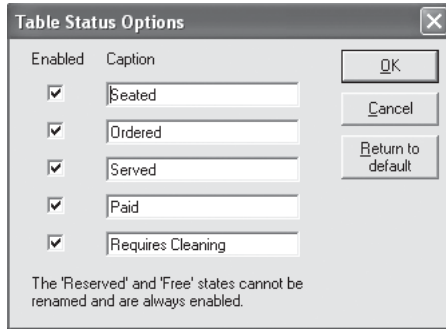 Table Status Options
Enabled Caption
OK
Seated
Cancel
Ordered
Return to
default
Served
Paid
Requires Cleaning
The 'Reserved' and 'Free' states cannot be
renamed and are always enabled.